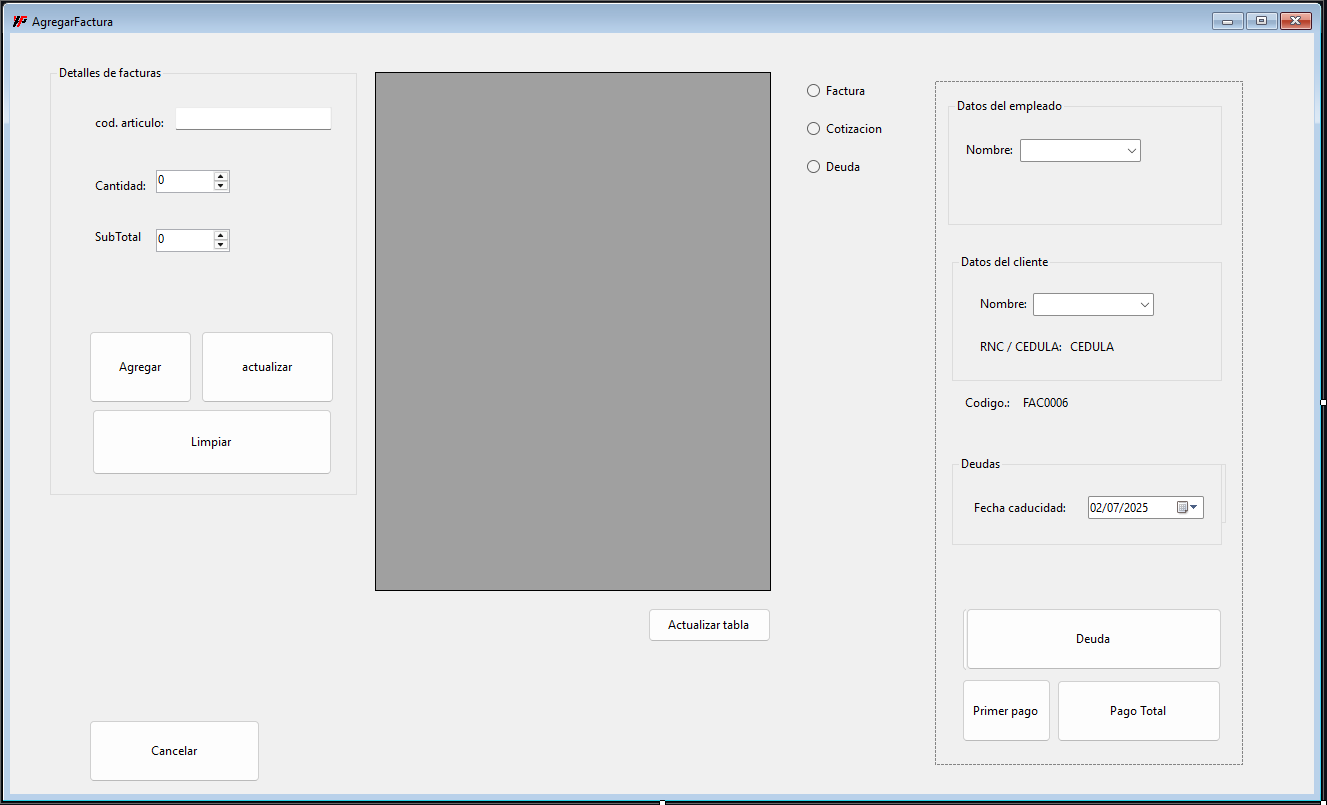 AgregarFactura
Detalles de facturas
cod. articulo:
Cantidad: 0
SubTotal 0
Agregar
actualizar
Limpiar
Cancelar
Actualizar tabla
Factura
Cotizacion
Deuda
Datos del empleado
Nombre:
Datos del cliente
Nombre:
RNC / CEDULA: CEDULA
Codigo.: FAC0006
Deudas
Fecha caducidad: 02/07/2025
Deuda
Primer pago
Pago Total